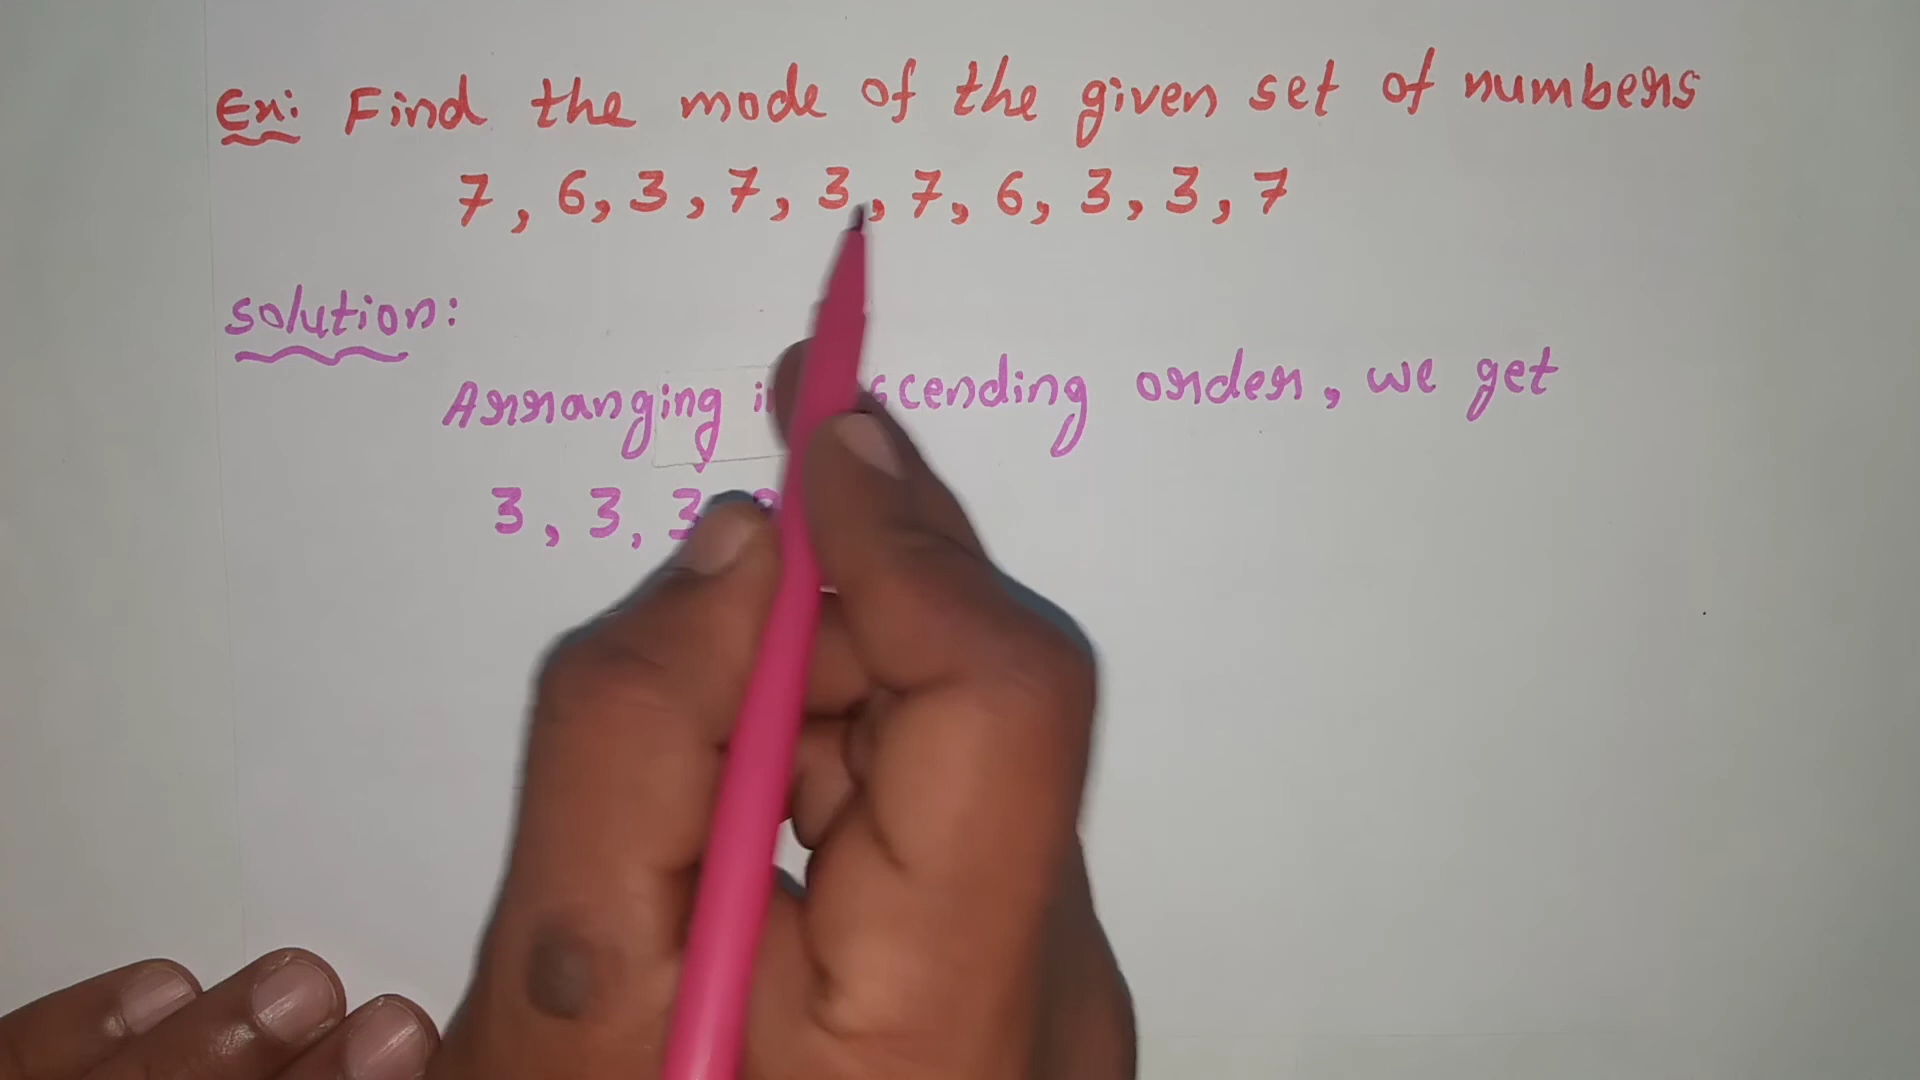 Ex: Find the mode of the given set of numbers
7, 6, 3, 7, 3, 7, 6, 3, 3, 7
solution:
Arranging order, we get
3, 3, 3